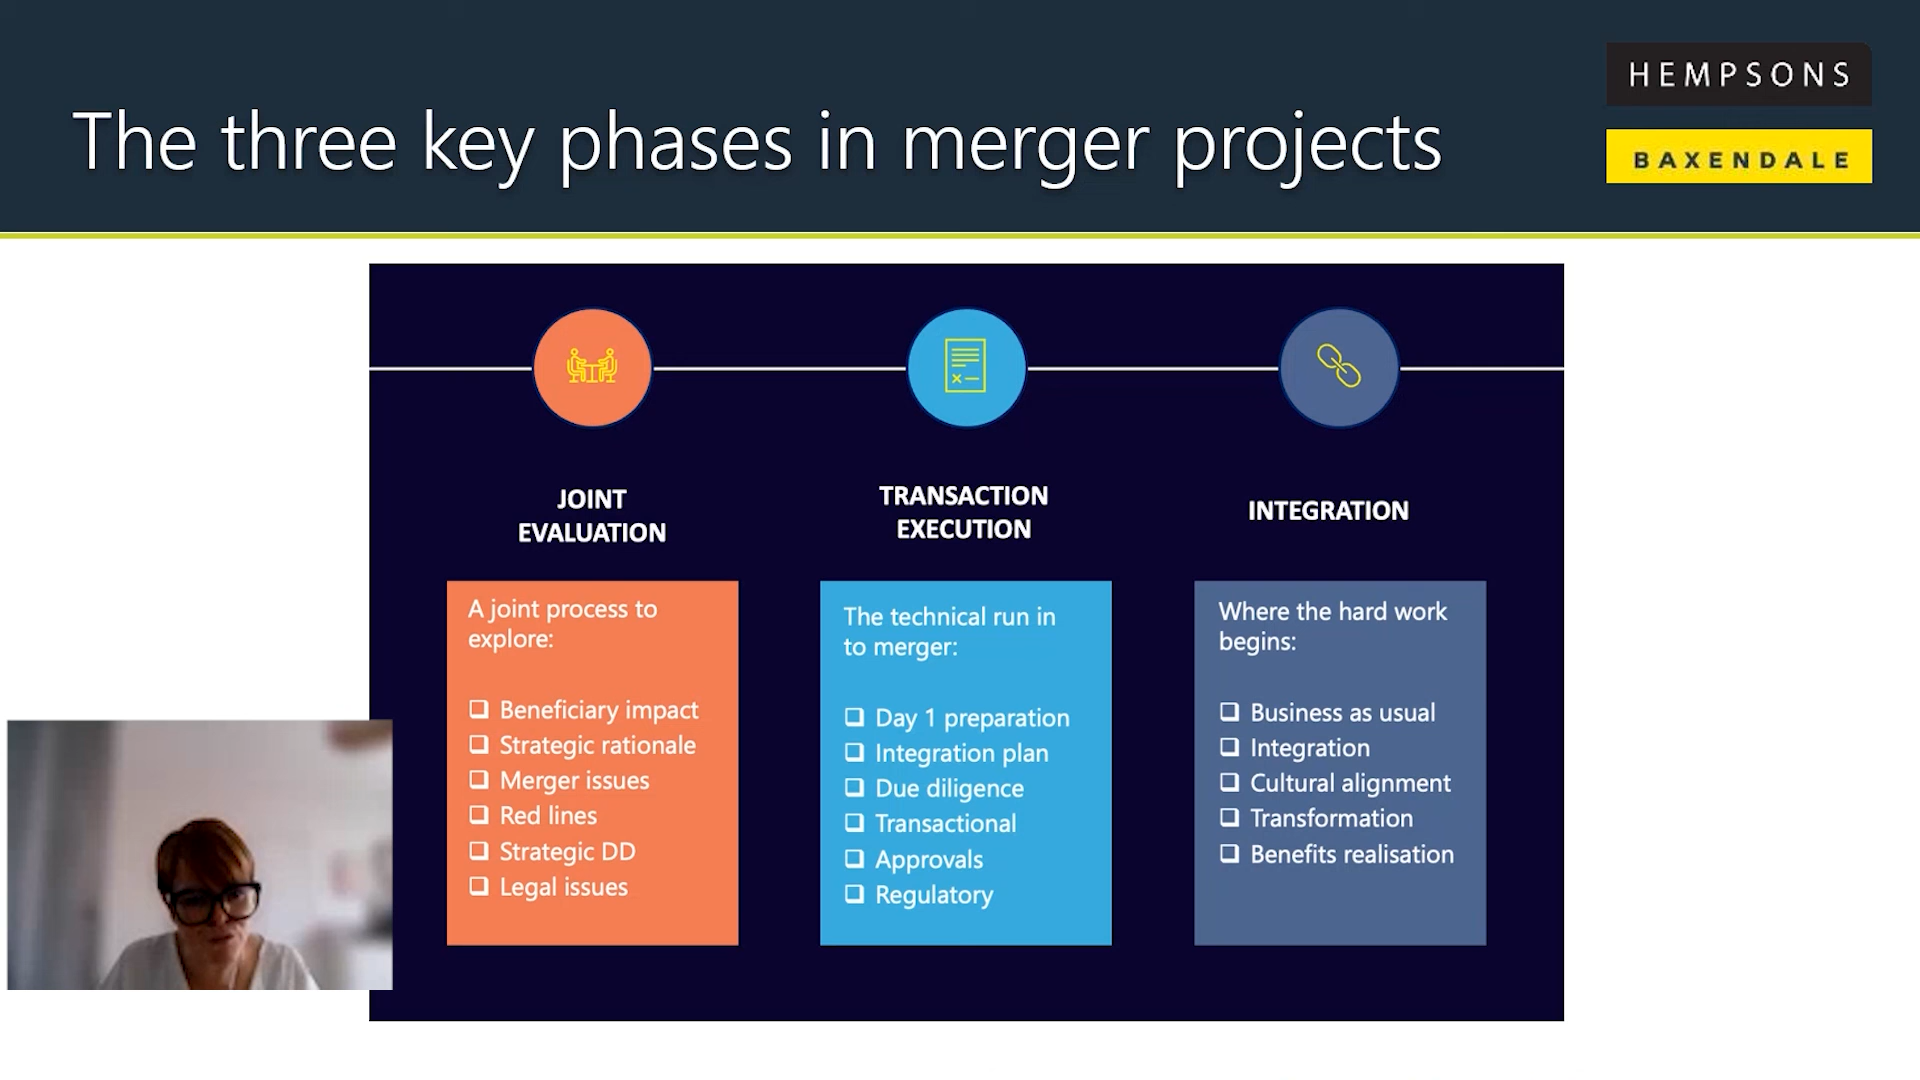 The three key phases in merger projects
HEMPSONS
BAXENDALE
JOINT
EVALUATION
A joint process to
explore:
❑ Beneficiary impact
❑ Strategic rationale
❑ Merger issues
❑ Red lines
❑ Strategic DD
❑ Legal issues
TRANSACTION
EXECUTION
The technical run in
to merger:
❑ Day 1 preparation
❑ Integration plan
❑ Due diligence
❑ Transactional
❑ Approvals
❑ Regulatory
INTEGRATION
Where the hard work
begins:
❑ Business as usual
❑ Integration
❑ Cultural alignment
❑ Transformation
❑ Benefits realisation